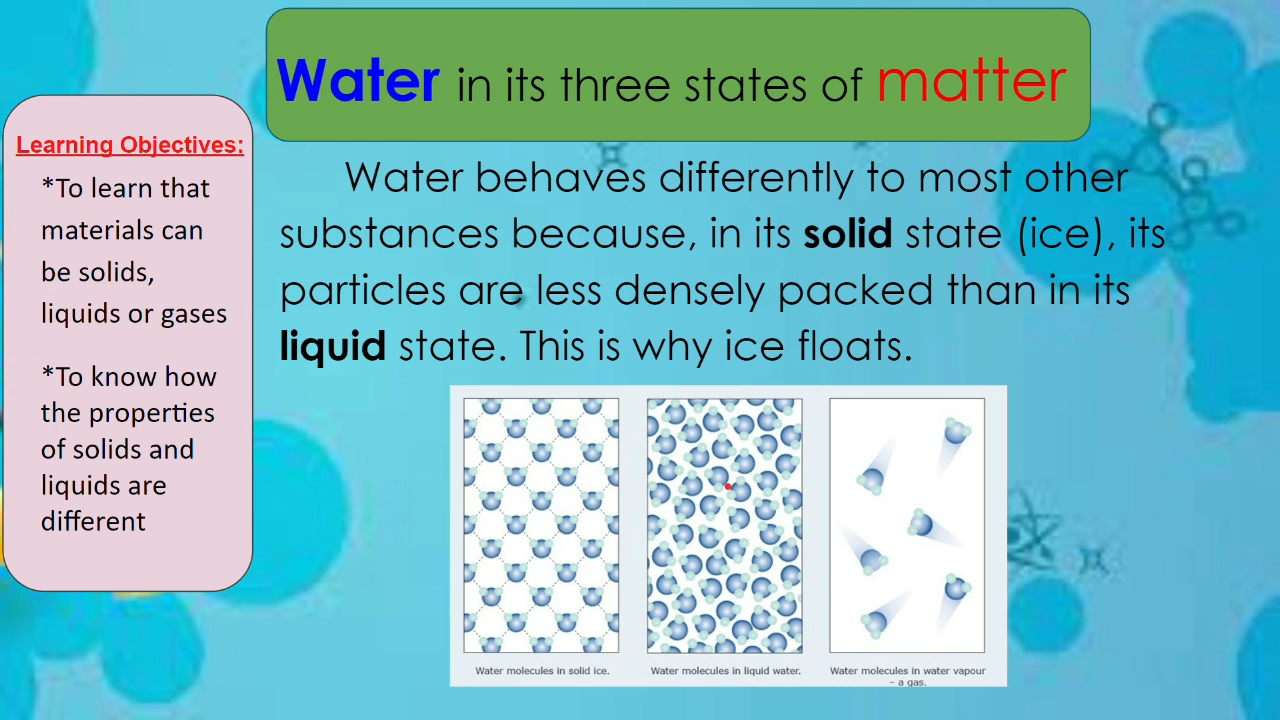 Water in its three states of matter
Learning Objectives:
*To learn that
materials can
be solids,
liquids or gases
*To know how
the properties
of solids and
liquids are
different
Water behaves differently to most other
substances because, in its solid state (ice), its
particles are less densely packed than in its
liquid state. This is why ice floats.
Water molecules in solid ice.
Water molecules in liquid water.
Water molecules in water vapour
– a gas.